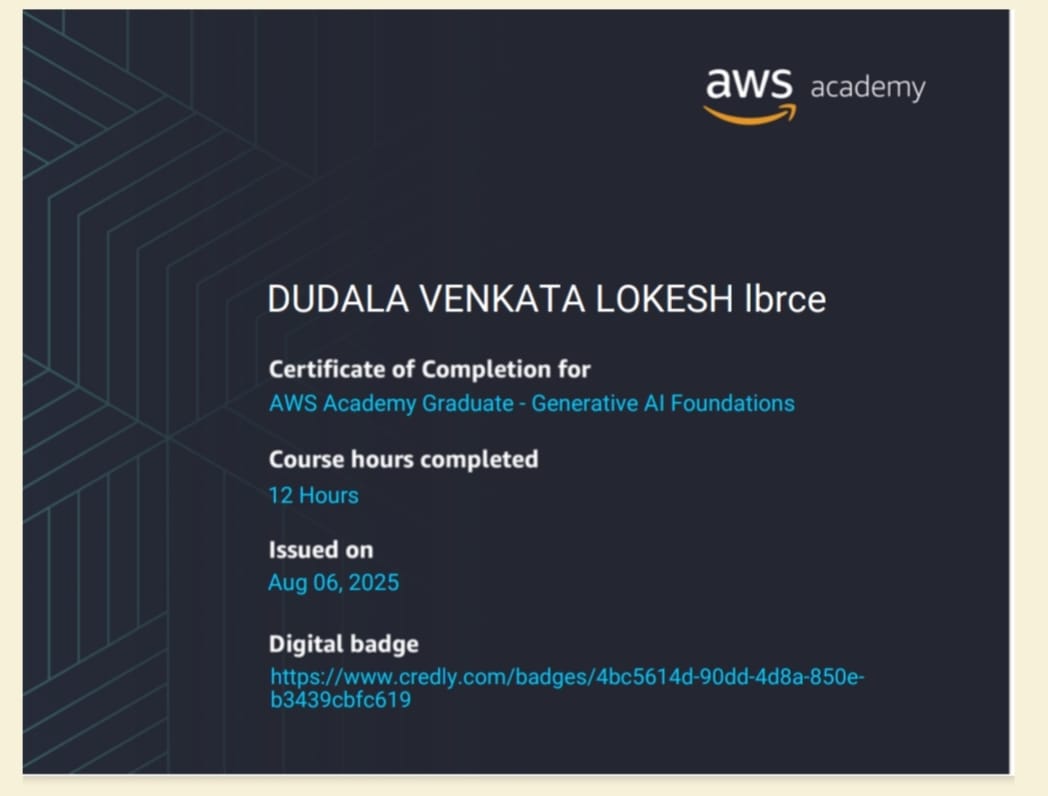 aws academy
DUDALA VENKATA LOKESH lbrce
Certificate of Completion for
AWS Academy Graduate - Generative AI Foundations
Course hours completed
12 Hours
Issued on
Aug 06, 2025
Digital badge
https://www.credly.com/badges/4bc5614d-90dd-4d8a-850e-
b3439cbfc619